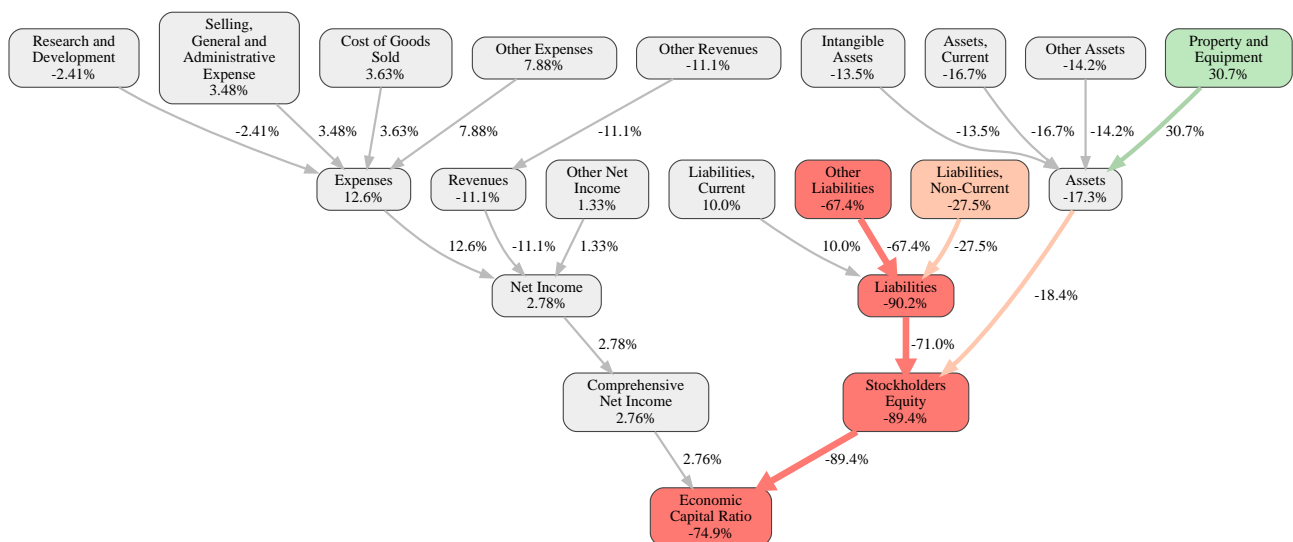 Research and
Development
-2.41%
Selling,
General and
Administrative
Expense
3.48%
Cost of Goods
Sold
3.63%
Other Expenses
7.88%
Other Revenues
-11.1%
Intangible
Assets
-13.5%
Assets,
Current
-16.7%
Other Assets
-14.2%
Property and
Equipment
30.7%
-2.41%
3.48%
3.63%
7.88%
-11.1%
-13.5%
-16.7%
-14.2%
30.7%
Expenses
12.6%
Revenues
-11.1%
Other Net
Income
1.33%
Liabilities,
Current
10.0%
Other
Liabilities
-67.4%
Liabilities,
Non-Current
-27.5%
Assets
-17.3%
12.6%
-11.1%
1.33%
10.0%
-67.4%
-27.5%
Net Income
2.78%
Liabilities
-90.2%
-18.4%
2.78%
-71.0%
Comprehensive
Net Income
2.76%
Stockholders
Equity
-89.4%
2.76%
-89.4%
Economic
Capital Ratio
-74.9%